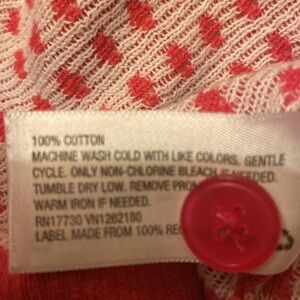 100% COTTON
MACHINE WASH COLD WITH LIKE COLORS, GENTLE
CYCLE. ONLY NON-CHLORINE BLEACH IF NEEDED.
TUMBLE DRY LOW. REMOVE
WARM IRON IF NEEDED.
RN17730 VN1262180
LABEL MADE FROM 100%